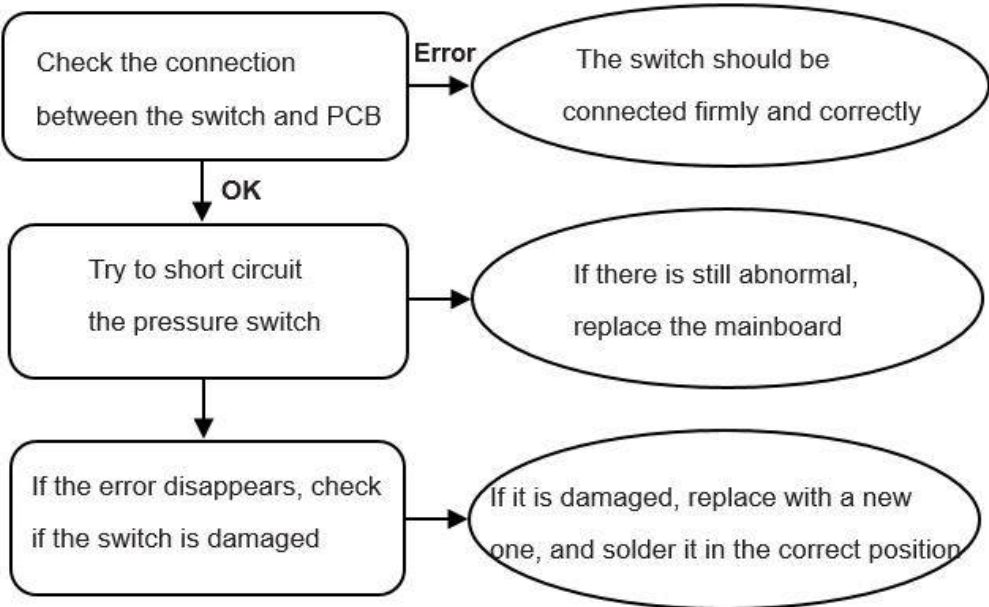 Check the connection
between the switch and PCB
Error
The switch should be
connected firmly and correctly
OK
Try to short circuit
the pressure switch
If there is still abnormal,
replace the mainboard
If the error disappears, check
if the switch is damaged
If it is damaged, replace with a new
one, and solder it in the correct position